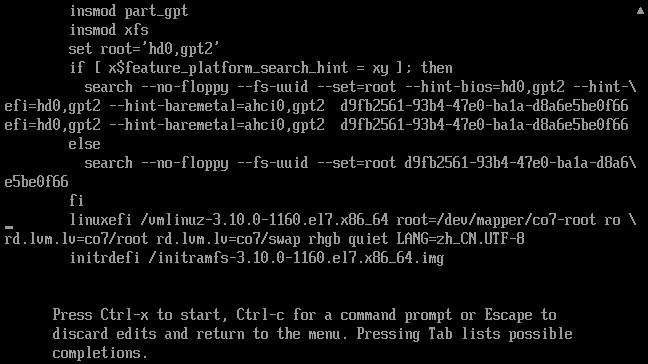 insmod part_gpt
insmod xfs
set root='hd0,gpt2'
if [ x$feature_platform_search_hint = xy ]; then
search --no-floppy --fs-uuid --set=root --hint-bios=hd0,gpt2 --hint-\
efi=hd0,gpt2 --hint-baremetal=ahci0,gpt2  d9fb2561-93b4-47e0-ba1a-d8a6e5be0f66
efi=hd0,gpt2 --hint-baremetal=ahci0,gpt2  d9fb2561-93b4-47e0-ba1a-d8a6e5be0f66
else
search --no-floppy --fs-uuid --set=root d9fb2561-93b4-47e0-ba1a-d8a6\
e5be0f66
fi
linuxefi /vmlinuz-3.10.0-1160.el7.x86_64 root=/dev/mapper/co7-root ro \
rd.lvm.lv=co7/root rd.lvm.lv=co7/swap rhgb quiet LANG=zh_CN.UTF-8
initrdefi /initramfs-3.10.0-1160.el7.x86_64.img
Press Ctrl-x to start, Ctrl-c for a command prompt or Escape to
discard edits and return to the menu. Pressing Tab lists possible
completions.